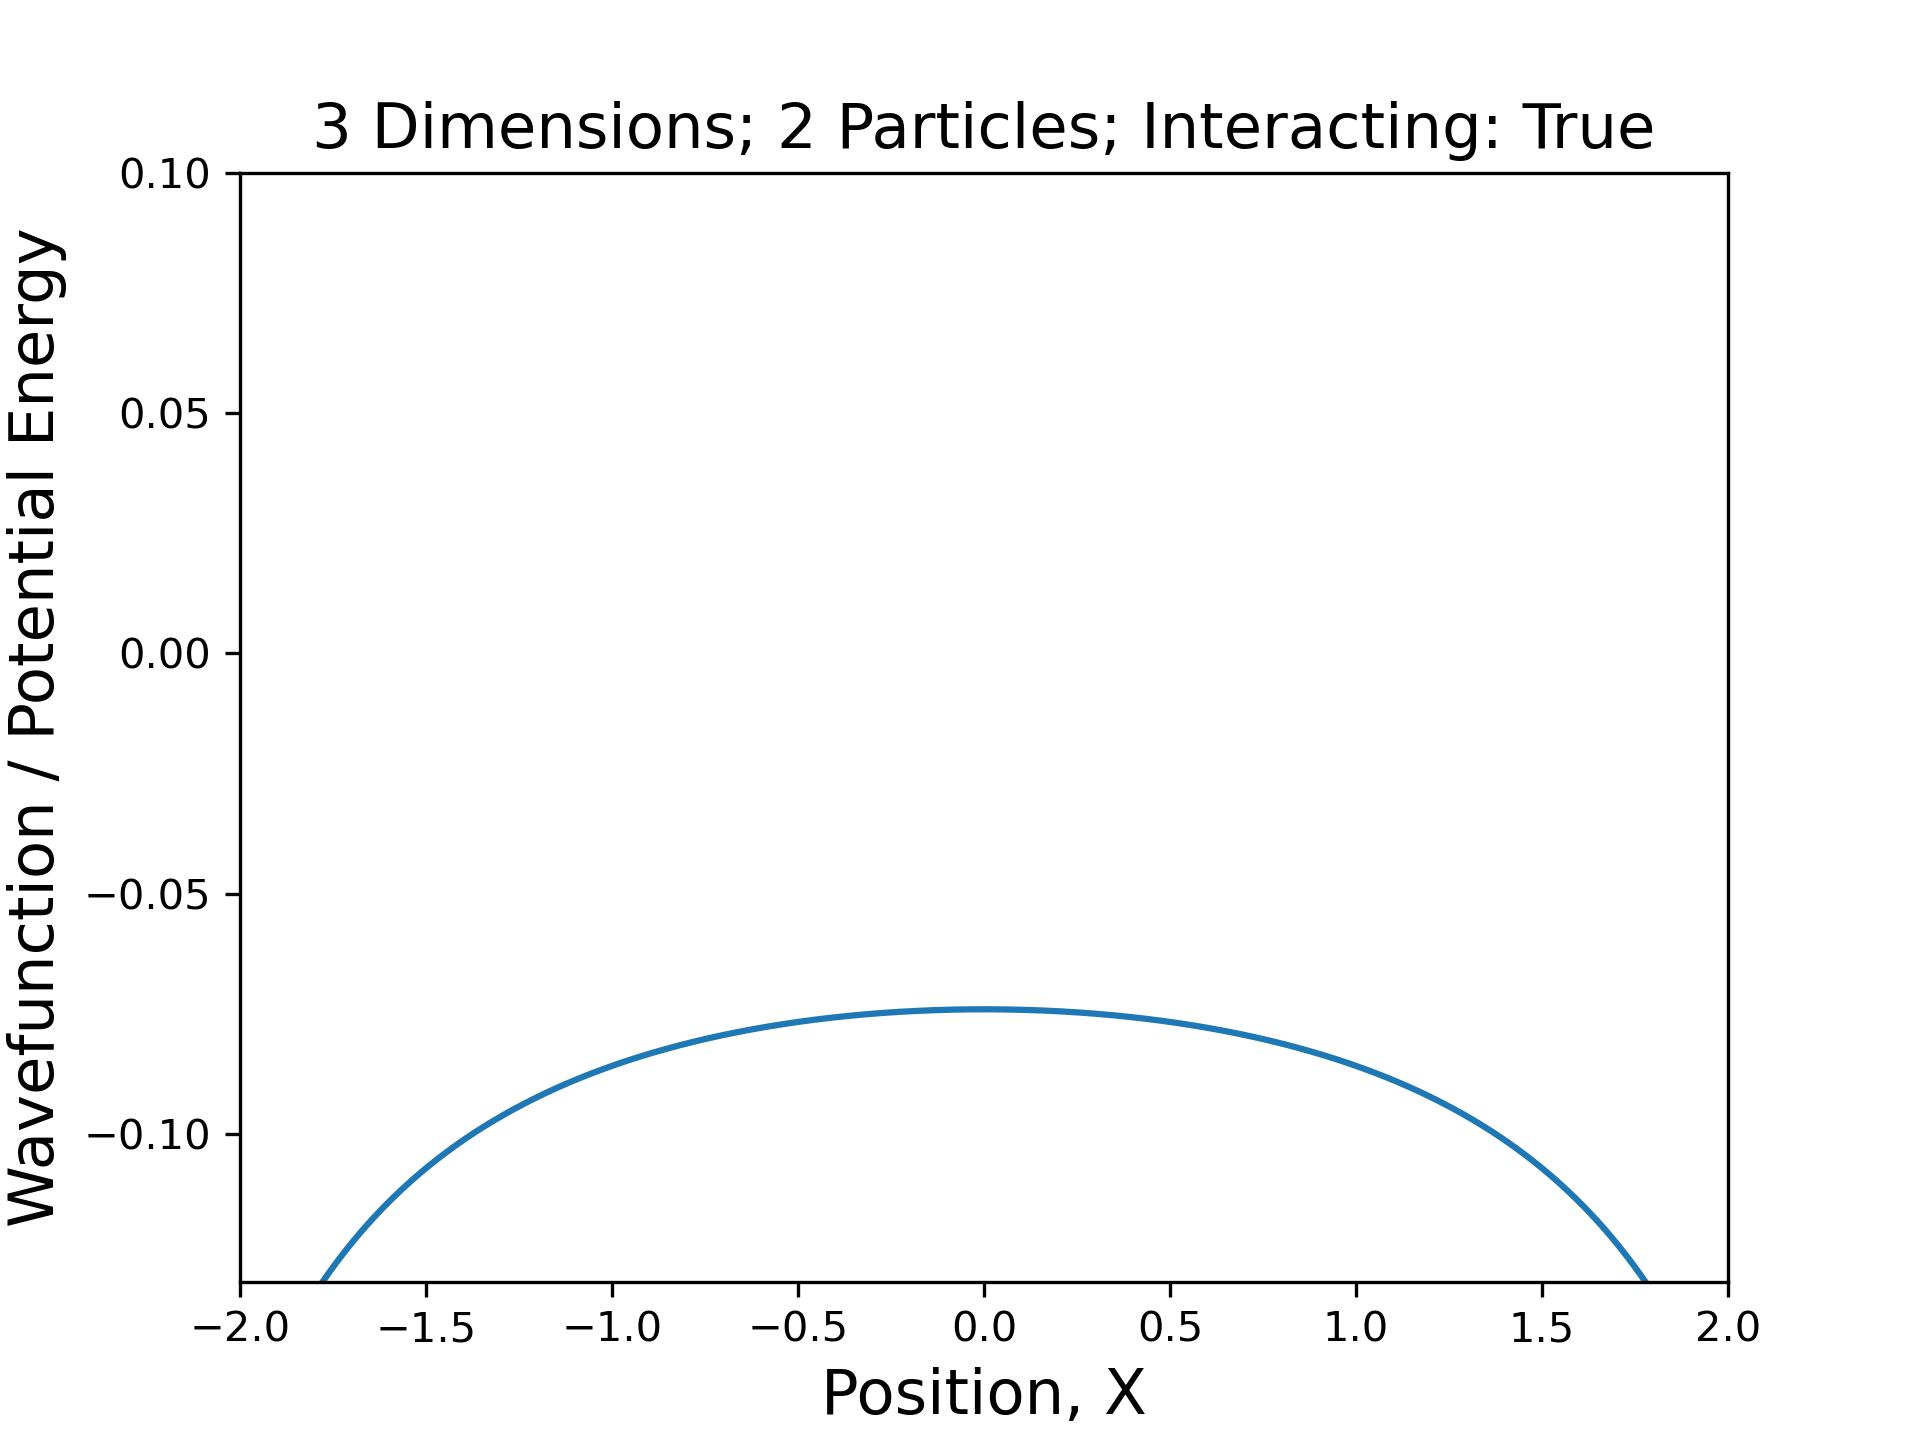 3 Dimensions; 2 Particles; Interacting: True
Wavefunction / Potential Energy
0.10
0.05
0.00
−0.05
−0.10
−2.0 −1.5 −1.0 −0.5 0.0 0.5 1.0 1.5 2.0
Position, X